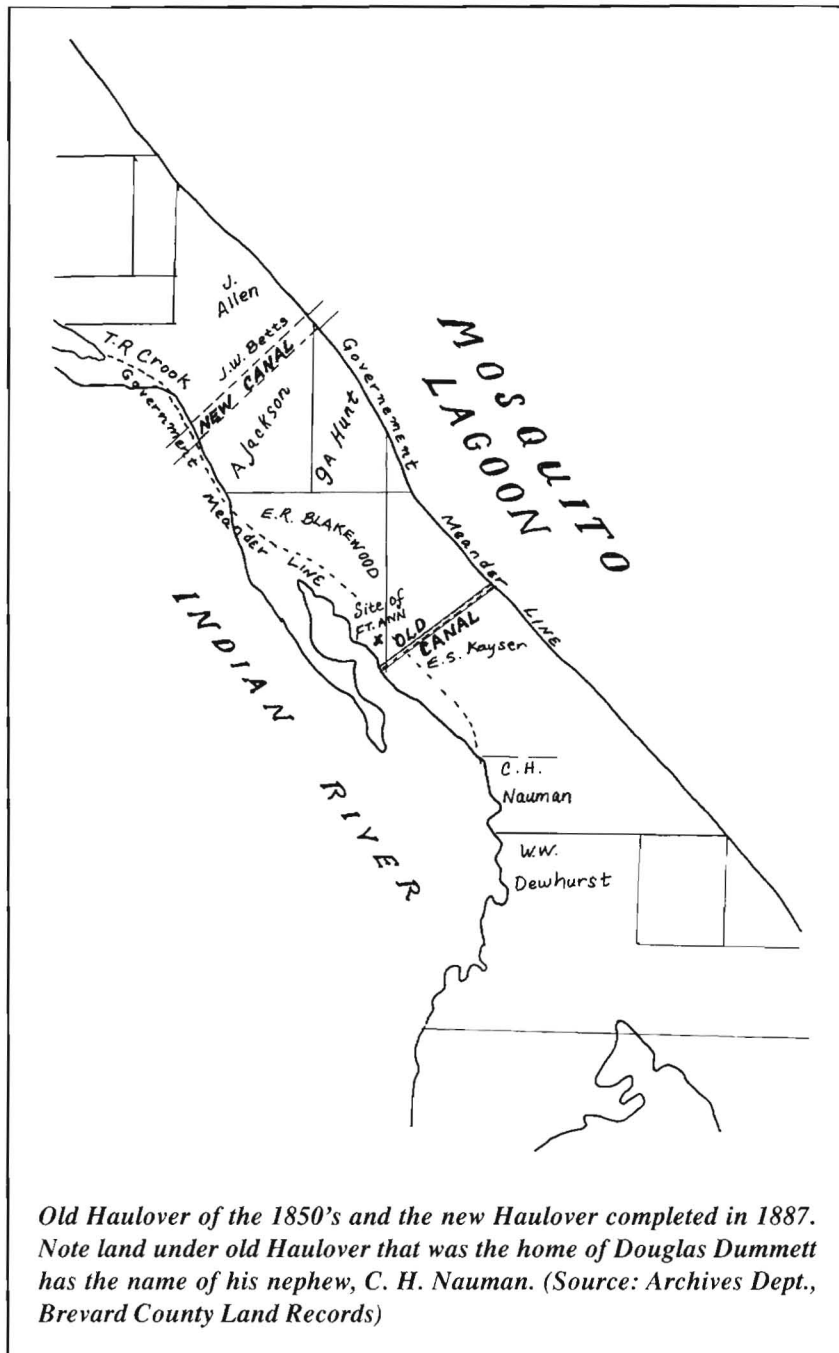 J.
Allen
T.R Crook
J.W. Betts
NEW CANAL
A Jackson
GA Hunt
Governement
Meander
LINE
MOSQUITO
LAGOON
Government
Meander
LINE
E.R. BLAKEWOOD
Site of
FT. ANN
x
OLD
CANAL
E.S. Kayser
INDIAN
RIVER
C.H.
Nauman
W.W.
Dewhurst
Old Haulover of the 1850's and the new Haulover completed in 1887.
Note land under old Haulover that was the home of Douglas Dummett
has the name of his nephew, C. H. Nauman. (Source: Archives Dept.,
Brevard County Land Records)